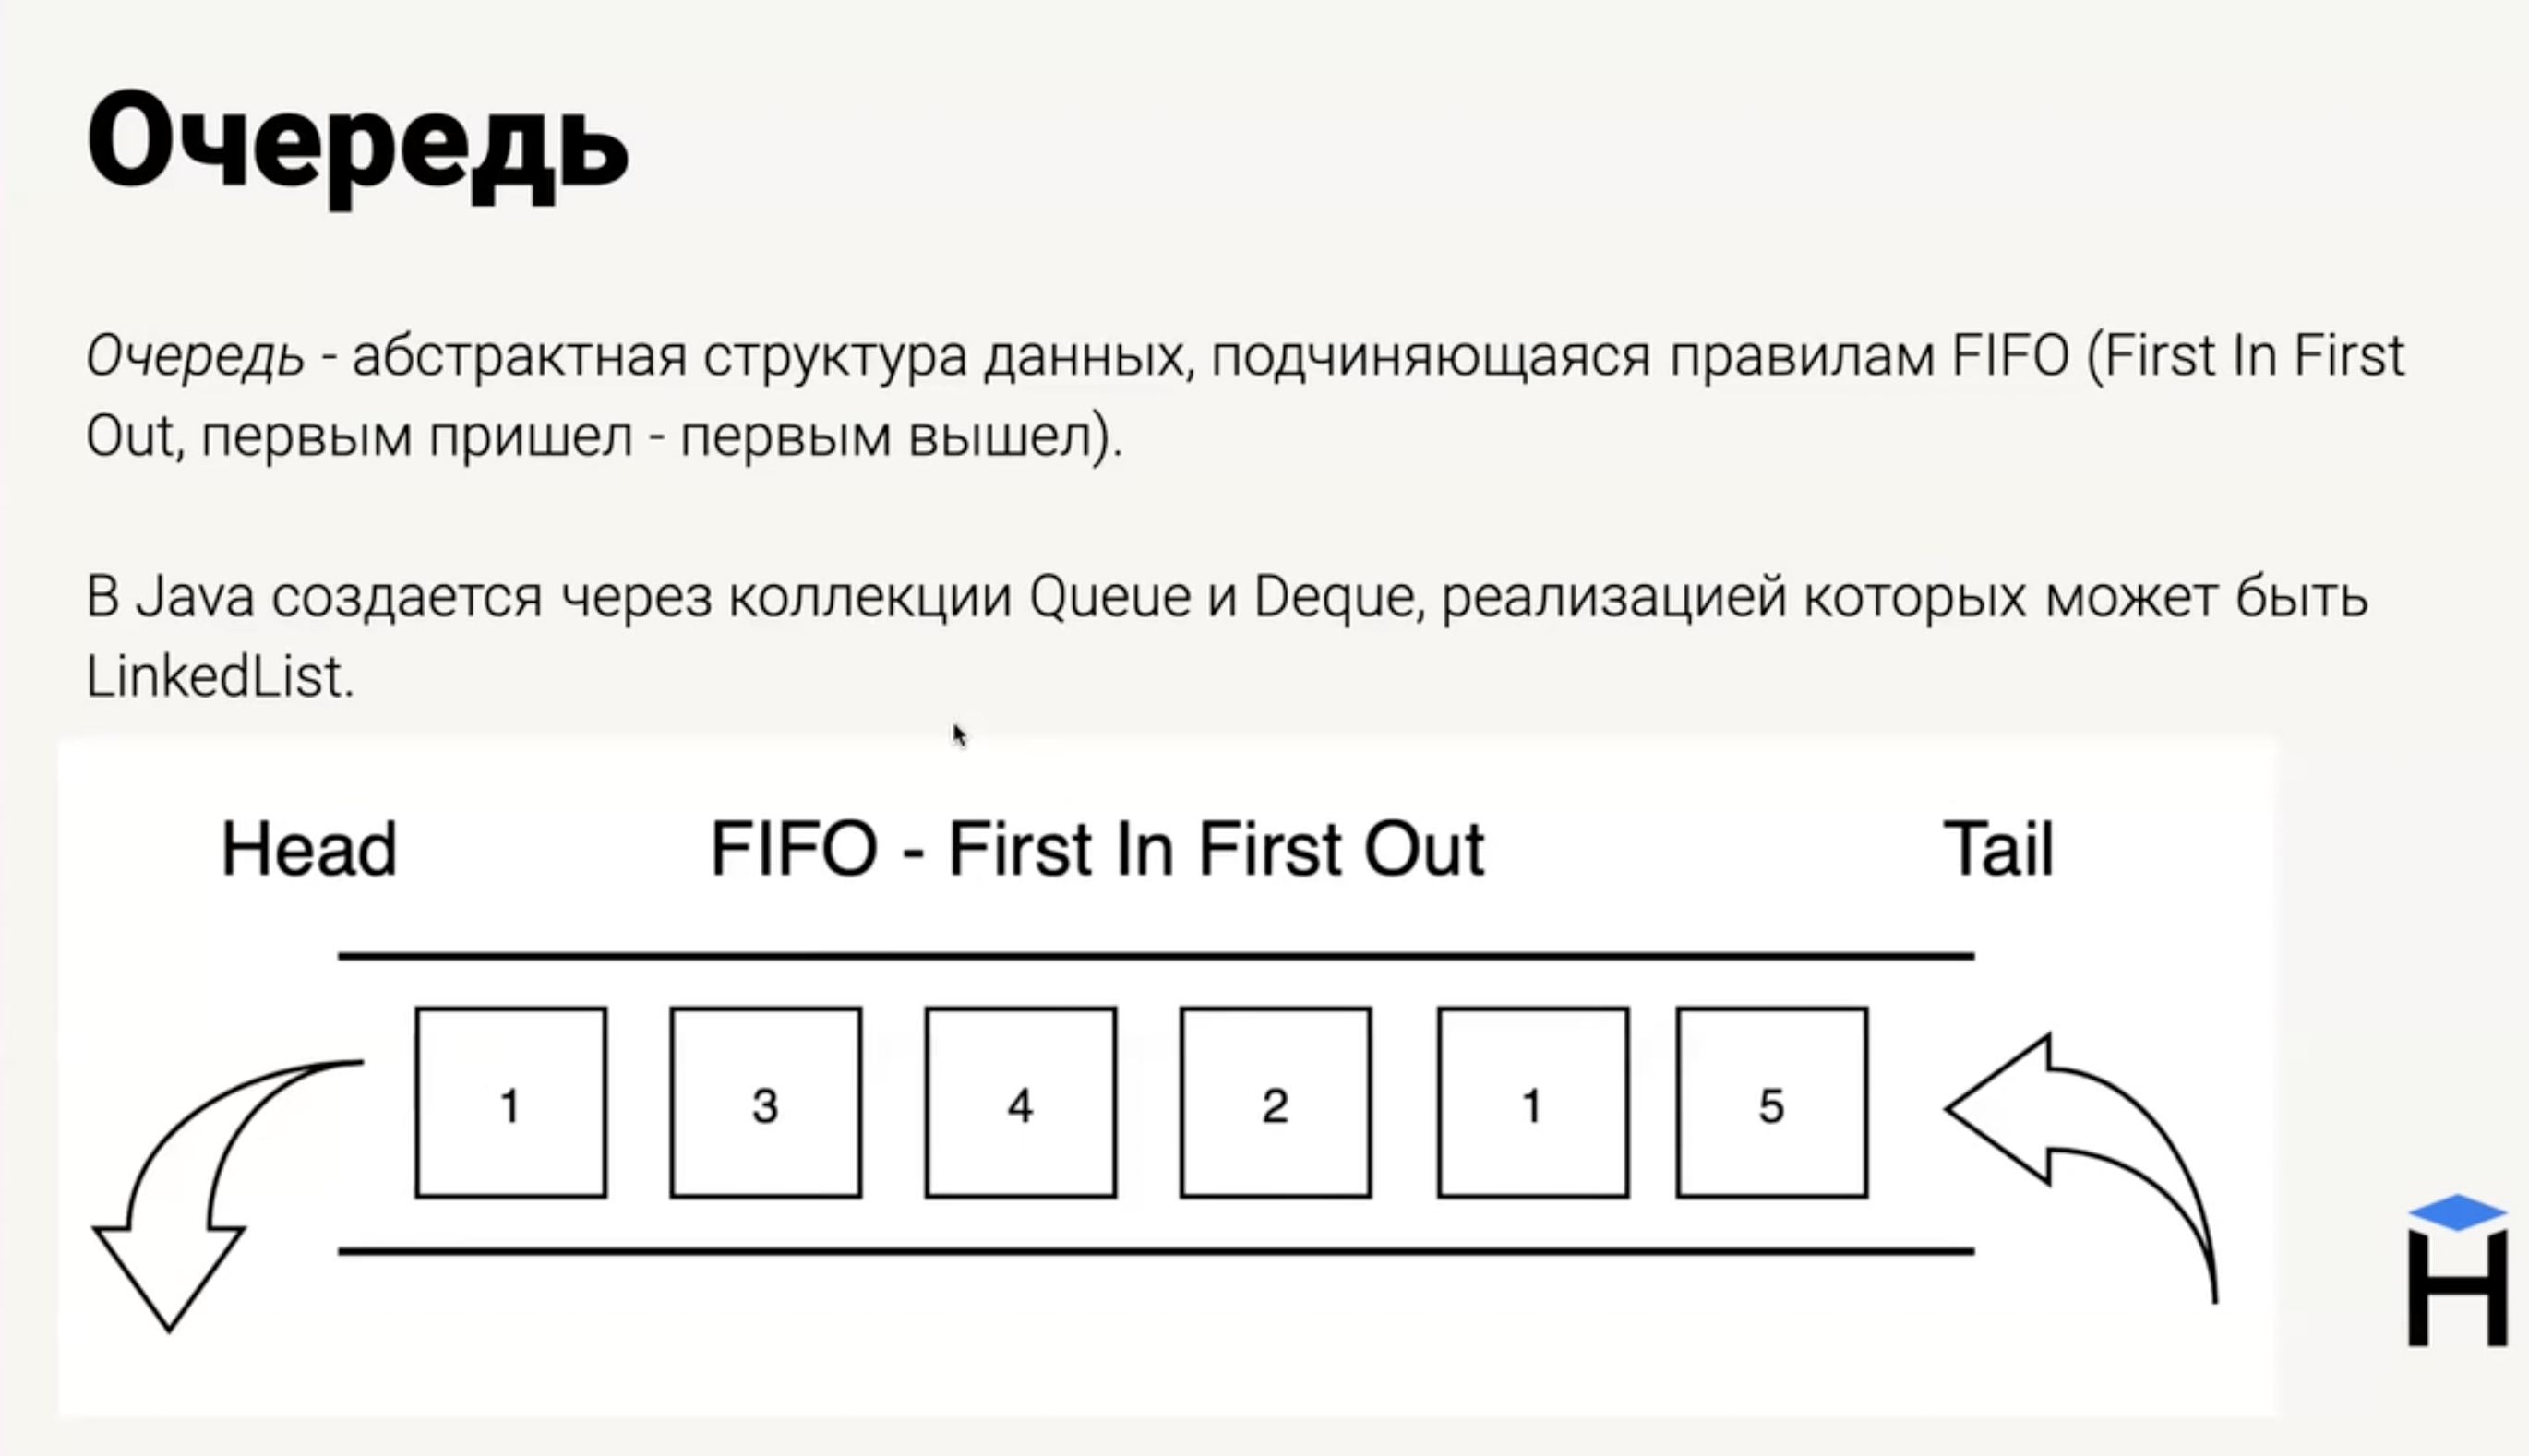 Очередь
Очередь - абстрактная структура данных, подчиняющаяся правилам FIFO (First In First
Out, первым пришел - первым вышел).
В Java создается через коллекции Queue и Deque, реализацией которых может быть
LinkedList.
Head FIFO - First In First Out Tail
1 3 4 2 1 5
H